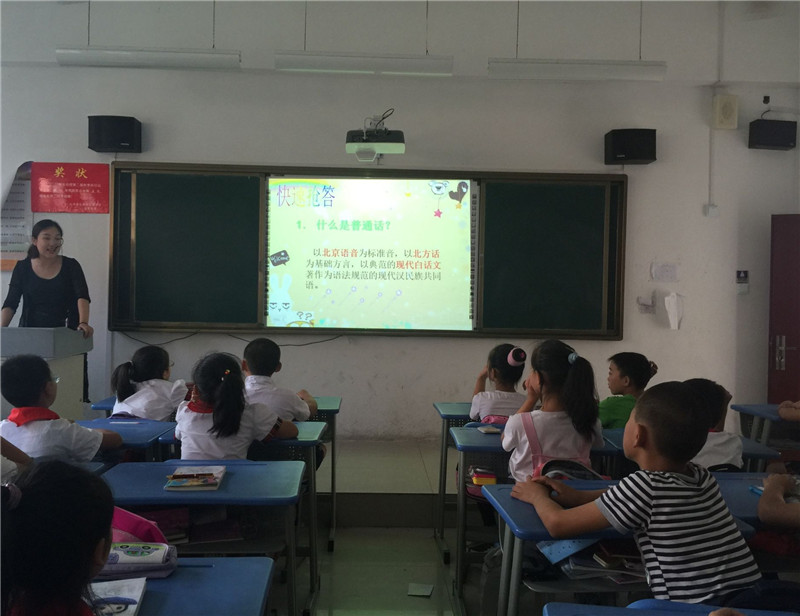 奖状
快速抢答
1、什么是普通话?
以北京语音为标准音,以北方话
为基础方言,以典范的现代白话文
著作为语法规范的现代汉民族共同
语。